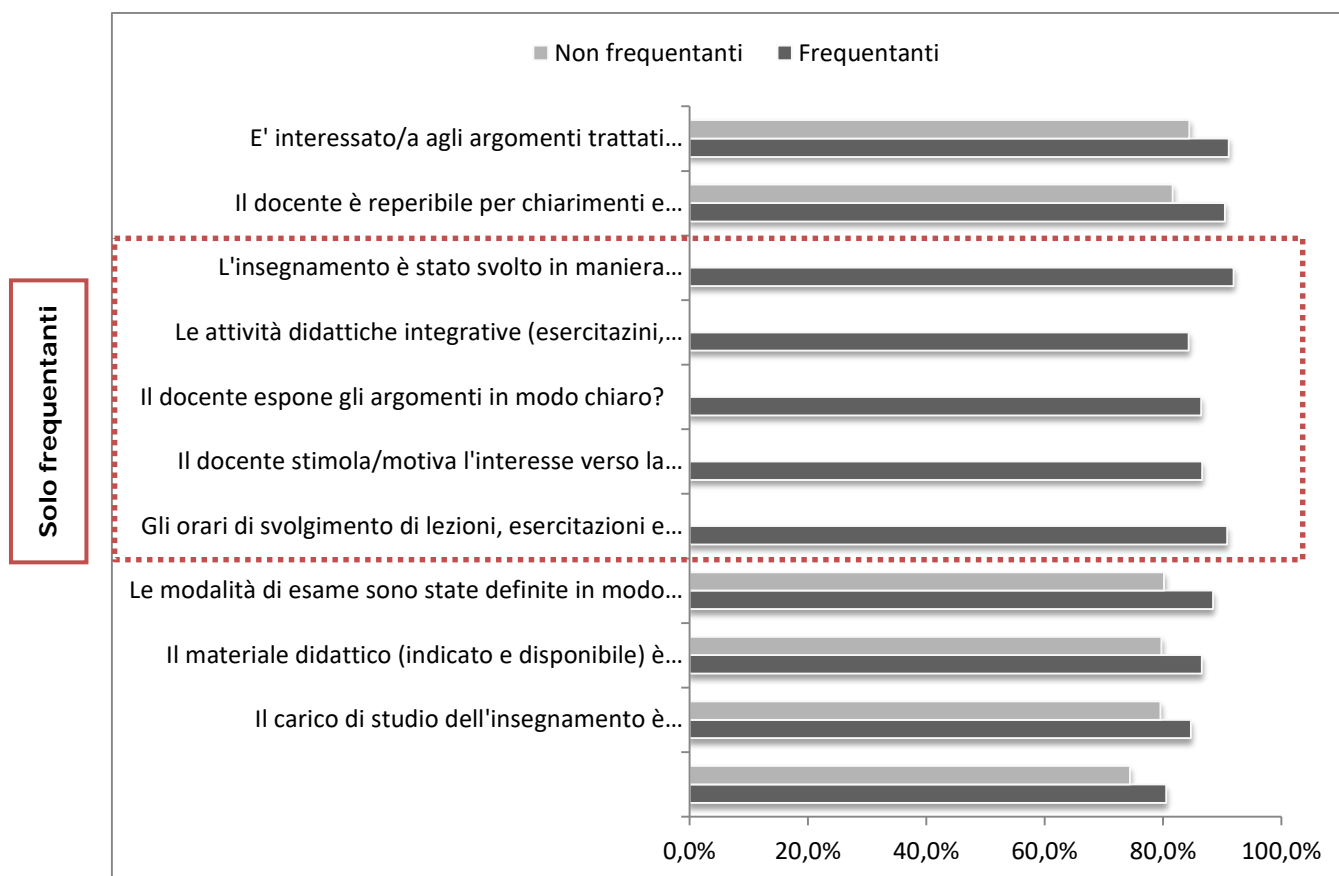 Non frequentanti Frequentanti
E' interessato/a agli argomenti trattati...
Il docente è reperibile per chiarimenti e...
L'insegnamento è stato svolto in maniera...
Le attività didattiche integrative (esercitazini,...
Il docente espone gli argomenti in modo chiaro?
Il docente stimola/motiva l'interesse verso la...
Gli orari di svolgimento di lezioni, esercitazioni e...
Le modalità di esame sono state definite in modo...
Il materiale didattico (indicato e disponibile) è...
Il carico di studio dell'insegnamento è...
Solo frequentanti
0,0% 20,0% 40,0% 60,0% 80,0% 100,0%